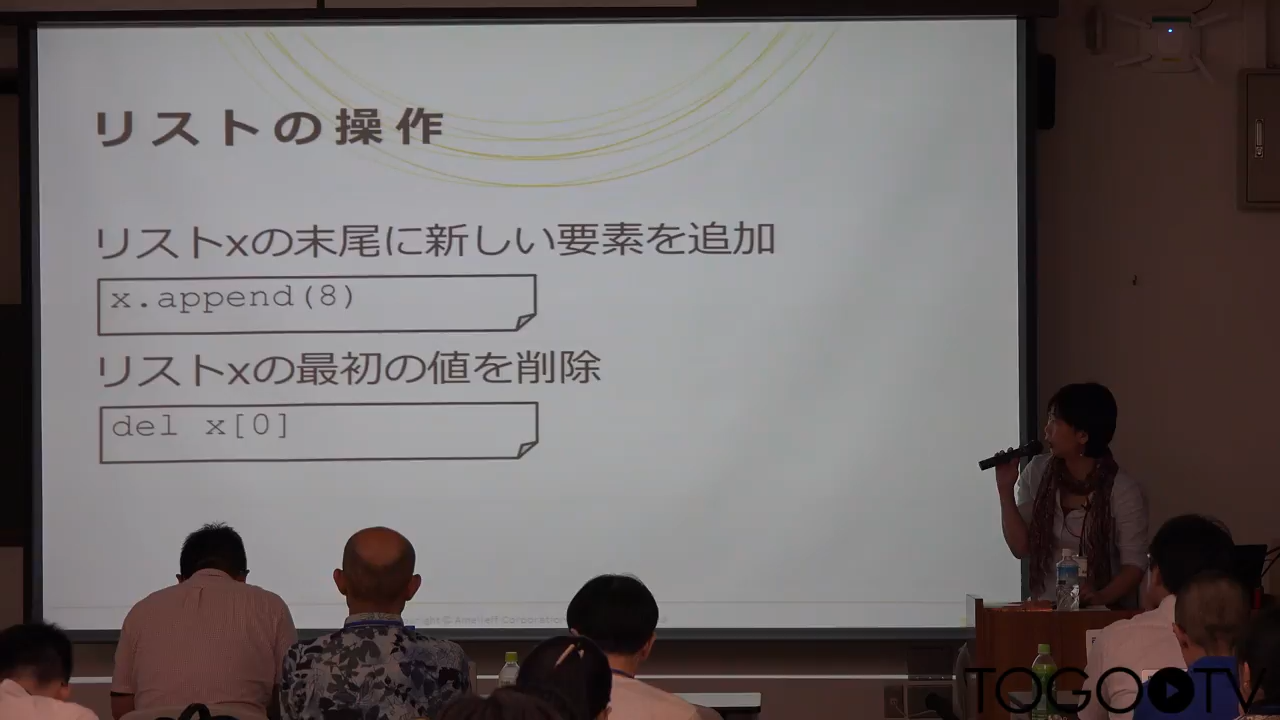 リストの操作
リストxの末尾に新しい要素を追加
x.append(8)
リストxの最初の値を削除
del x[0]
TOGOTV